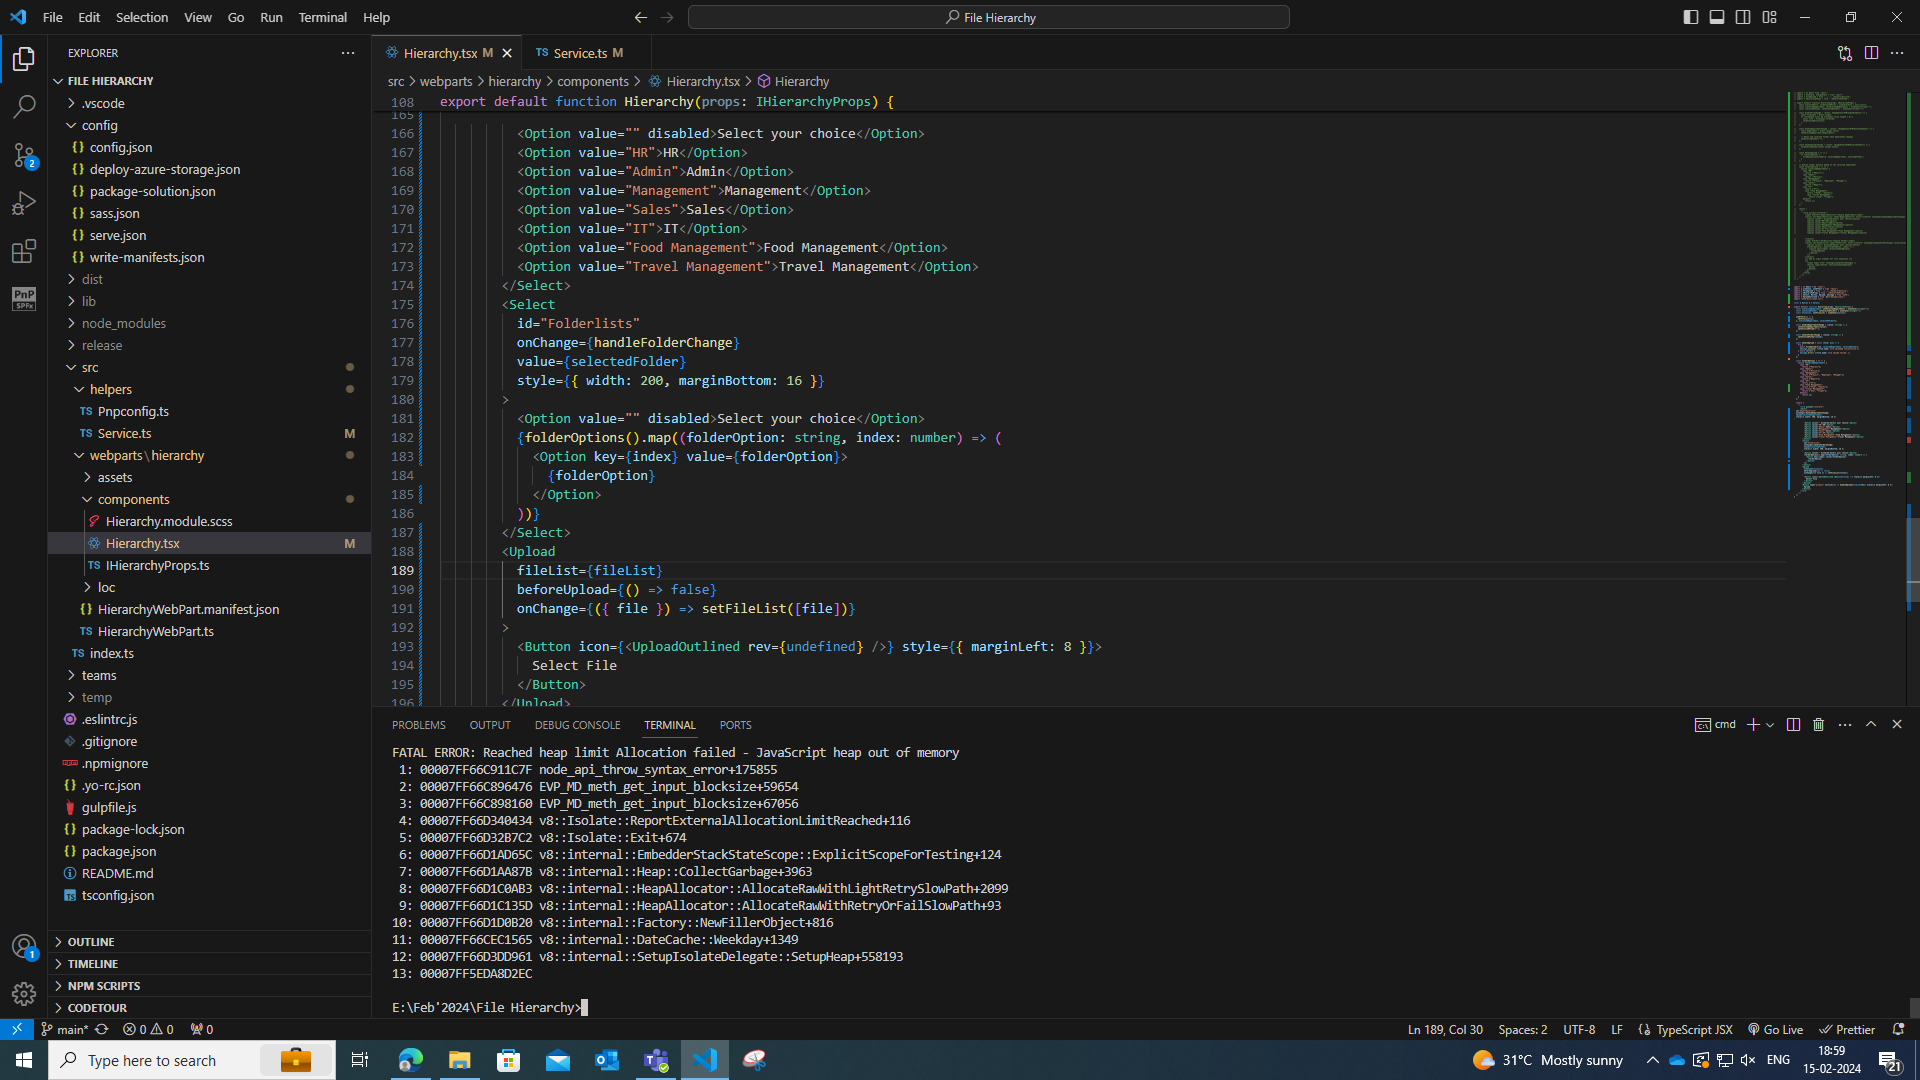 File Edit Selection View Go Run Terminal Help
File Hierarchy
EXPLORER
FILE HIERARCHY
.vscode
config
config.json
deploy-azure-storage.json
package-solution.json
sass.json
serve.json
write-manifests.json
dist
lib
node_modules
release
src
helpers
TS Pnpconfig.ts
TS Service.ts M
webparts\hierarchy
assets
components
Hierarchy.module.scss
Hierarchy.tsx M
TS IHierarchyProps.ts
loc
HierarchyWebPart.manifest.json
TS HierarchyWebPart.ts
TS index.ts
teams
temp
.eslintrc.js
.gitignore
.npmignore
.yo-rc.json
gulpfile.js
package-lock.json
package.json
README.md
tsconfig.json
OUTLINE
TIMELINE
NPM SCRIPTS
CODETOUR
2
PnP
SPFx
1
Hierarchy.tsx M
TS Service.ts M
src > webparts > hierarchy > components > Hierarchy.tsx > Hierarchy
108 export default function Hierarchy(props: IHierarchyProps) {
165
166 <Option value="" disabled>Select your choice</Option>
167 <Option value="HR">HR</Option>
168 <Option value="Admin">Admin</Option>
169 <Option value="Management">Management</Option>
170 <Option value="Sales">Sales</Option>
171 <Option value="IT">IT</Option>
172 <Option value="Food Management">Food Management</Option>
173 <Option value="Travel Management">Travel Management</Option>
174 </Select>
175 <Select
176 id="Folderlists"
177 onChange={handleFolderChange}
178 value={selectedFolder}
179 style={{ width: 200, marginBottom: 16 }}
180 >
181 <Option value="" disabled>Select your choice</Option>
182 {folderOptions().map((folderOption: string, index: number) => (
183 <Option key={index} value={folderOption}>
184 {folderOption}
185 </Option>
186 ))}
187 </Select>
188 <Upload
189 fileList={fileList}
190 beforeUpload={() => false}
191 onChange={({ file }) => setFileList([file])}
192 >
193 <Button icon={<UploadOutlined rev={undefined} />} style={{ marginLeft: 8 }}>
194 Select File
195 </Button>
196 </Upload>
PROBLEMS OUTPUT DEBUG CONSOLE TERMINAL PORTS
cmd
FATAL ERROR: Reached heap limit Allocation failed - JavaScript heap out of memory
1: 00007FF66C911C7F node_api_throw_syntax_error+175855
2: 00007FF66C896476 EVP_MD_meth_get_input_blocksize+59654
3: 00007FF66C898160 EVP_MD_meth_get_input_blocksize+67056
4: 00007FF66D340434 v8::Isolate::ReportExternalAllocationLimitReached+116
5: 00007FF66D32B7C2 v8::Isolate::Exit+674
6: 00007FF66D1AD65C v8::internal::EmbedderStackStateScope::ExplicitScopeForTesting+124
7: 00007FF66D1AA87B v8::internal::Heap::CollectGarbage+3963
8: 00007FF66D1C0AB3 v8::internal::HeapAllocator::AllocateRawWithLightRetrySlowPath+2099
9: 00007FF66D1C135D v8::internal::HeapAllocator::AllocateRawWithRetryOrFailSlowPath+93
10: 00007FF66D1D0B20 v8::internal::Factory::NewFillerObject+816
11: 00007FF66CEC1565 v8::internal::DateCache::Weekday+1349
12: 00007FF66D3DD961 v8::internal::SetupIsolateDelegate::SetupHeap+558193
13: 00007FF5EDA8D2EC
E:\Feb'2024\File Hierarchy>
main* 0 0 0
Ln 189, Col 30 Spaces: 2 UTF-8 LF TypeScript JSX Go Live Prettier
Type here to search
31°C Mostly sunny
ENG
18:59
15-02-2024
21